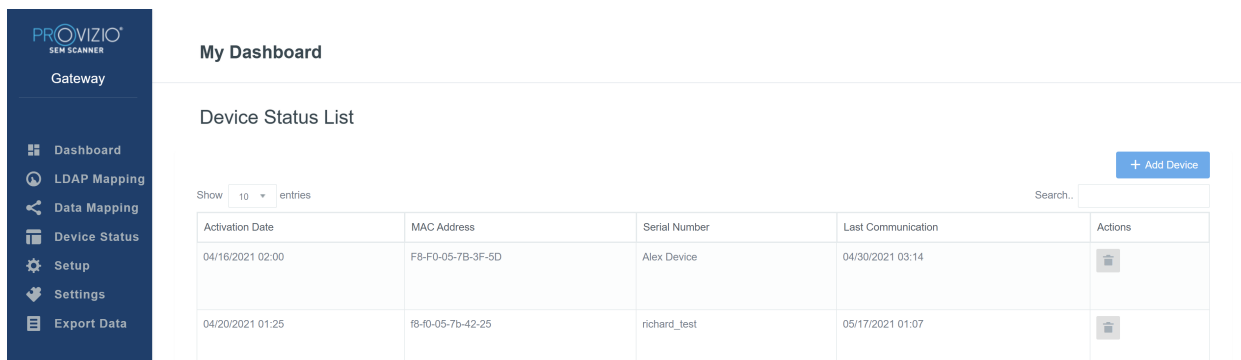 PROVIZIO®
SEM SCANNER
Gateway
Dashboard
LDAP Mapping
Data Mapping
Device Status
Setup
Settings
Export Data
My Dashboard
Device Status List
+ Add Device
Show 10 entries Search..
Activation Date MAC Address Serial Number Last Communication Actions
04/16/2021 02:00 F8-F0-05-7B-3F-5D Alex Device 04/30/2021 03:14
04/20/2021 01:25 f8-f0-05-7b-42-25 richard_test 05/17/2021 01:07